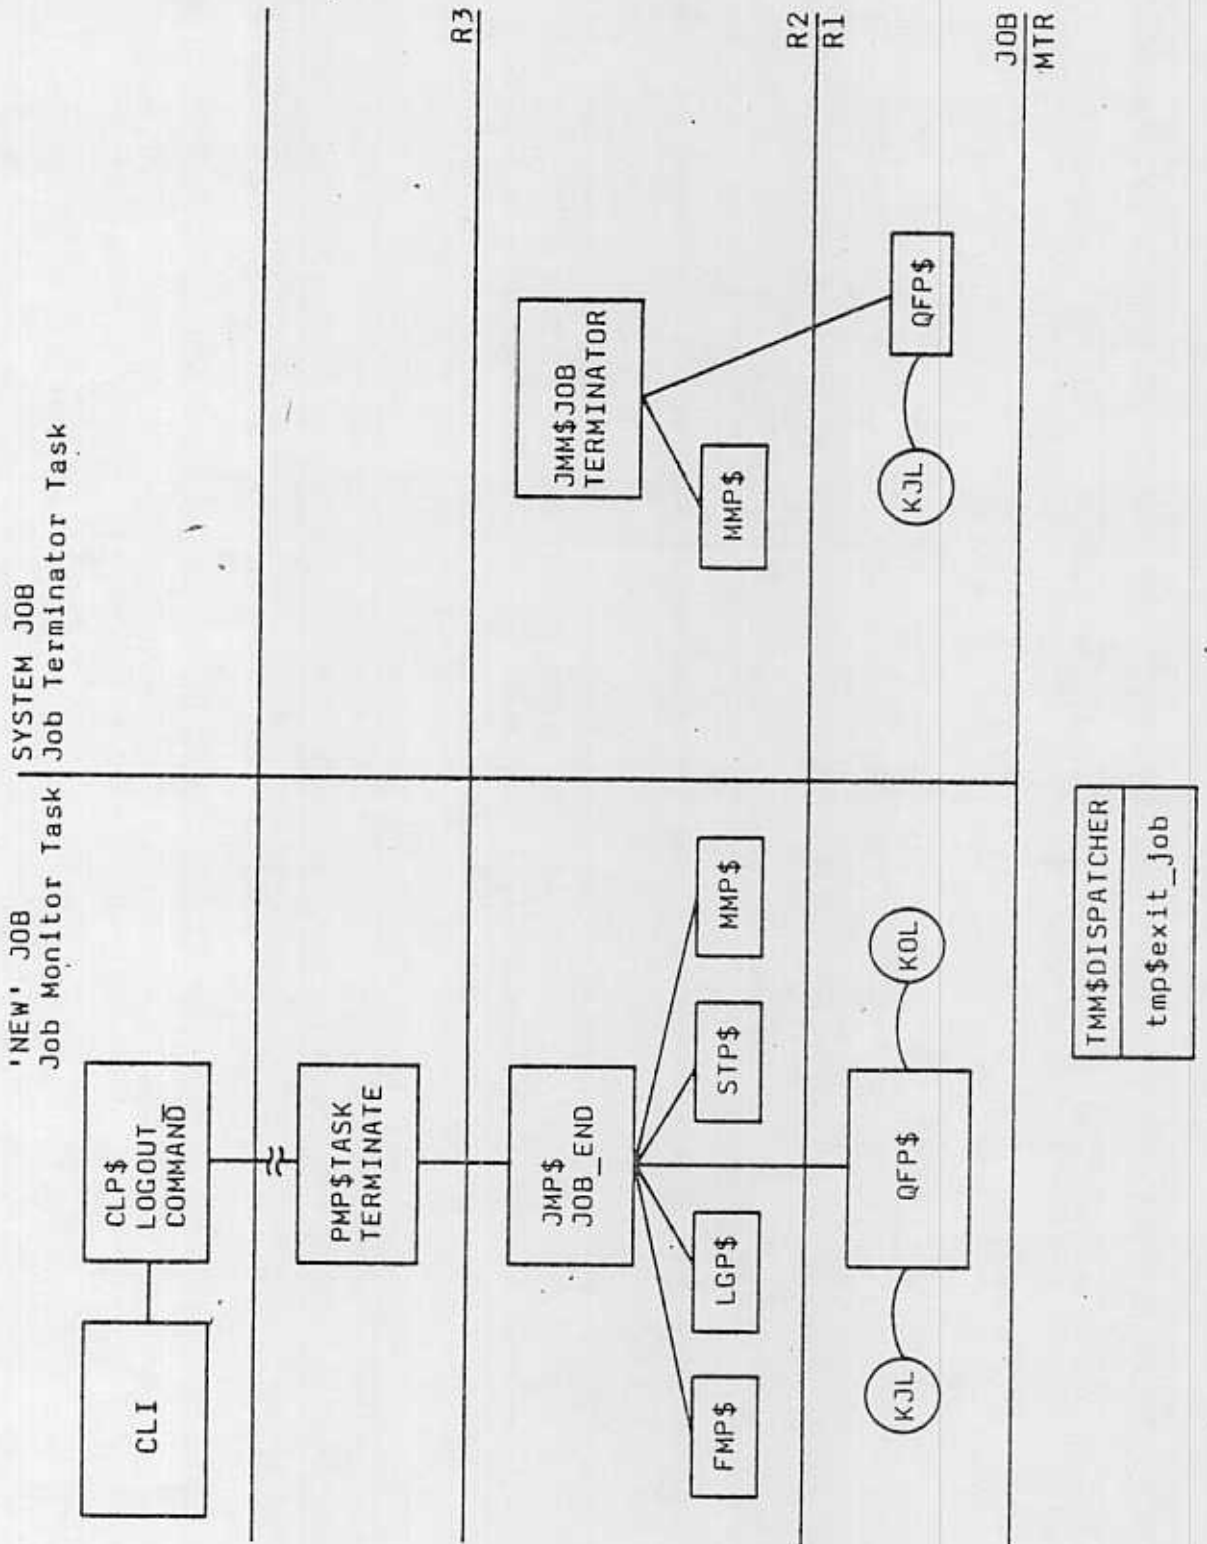 'NEW' JOB
Job Monitor Task
SYSTEM JOB
Job Terminator Task
CLI
CLP$
LOGOUT
COMMAND
PMP$TASK
TERMINATE
R3
JMP$
JOB_END
JMM$JOB
TERMINATOR
FMP$
LGP$
STP$
MMP$
MMP$
R2
R1
KJL
QFP$
KOL
KJL
QFP$
JOB
MTR
TMM$DISPATCHER
tmp$exit_job